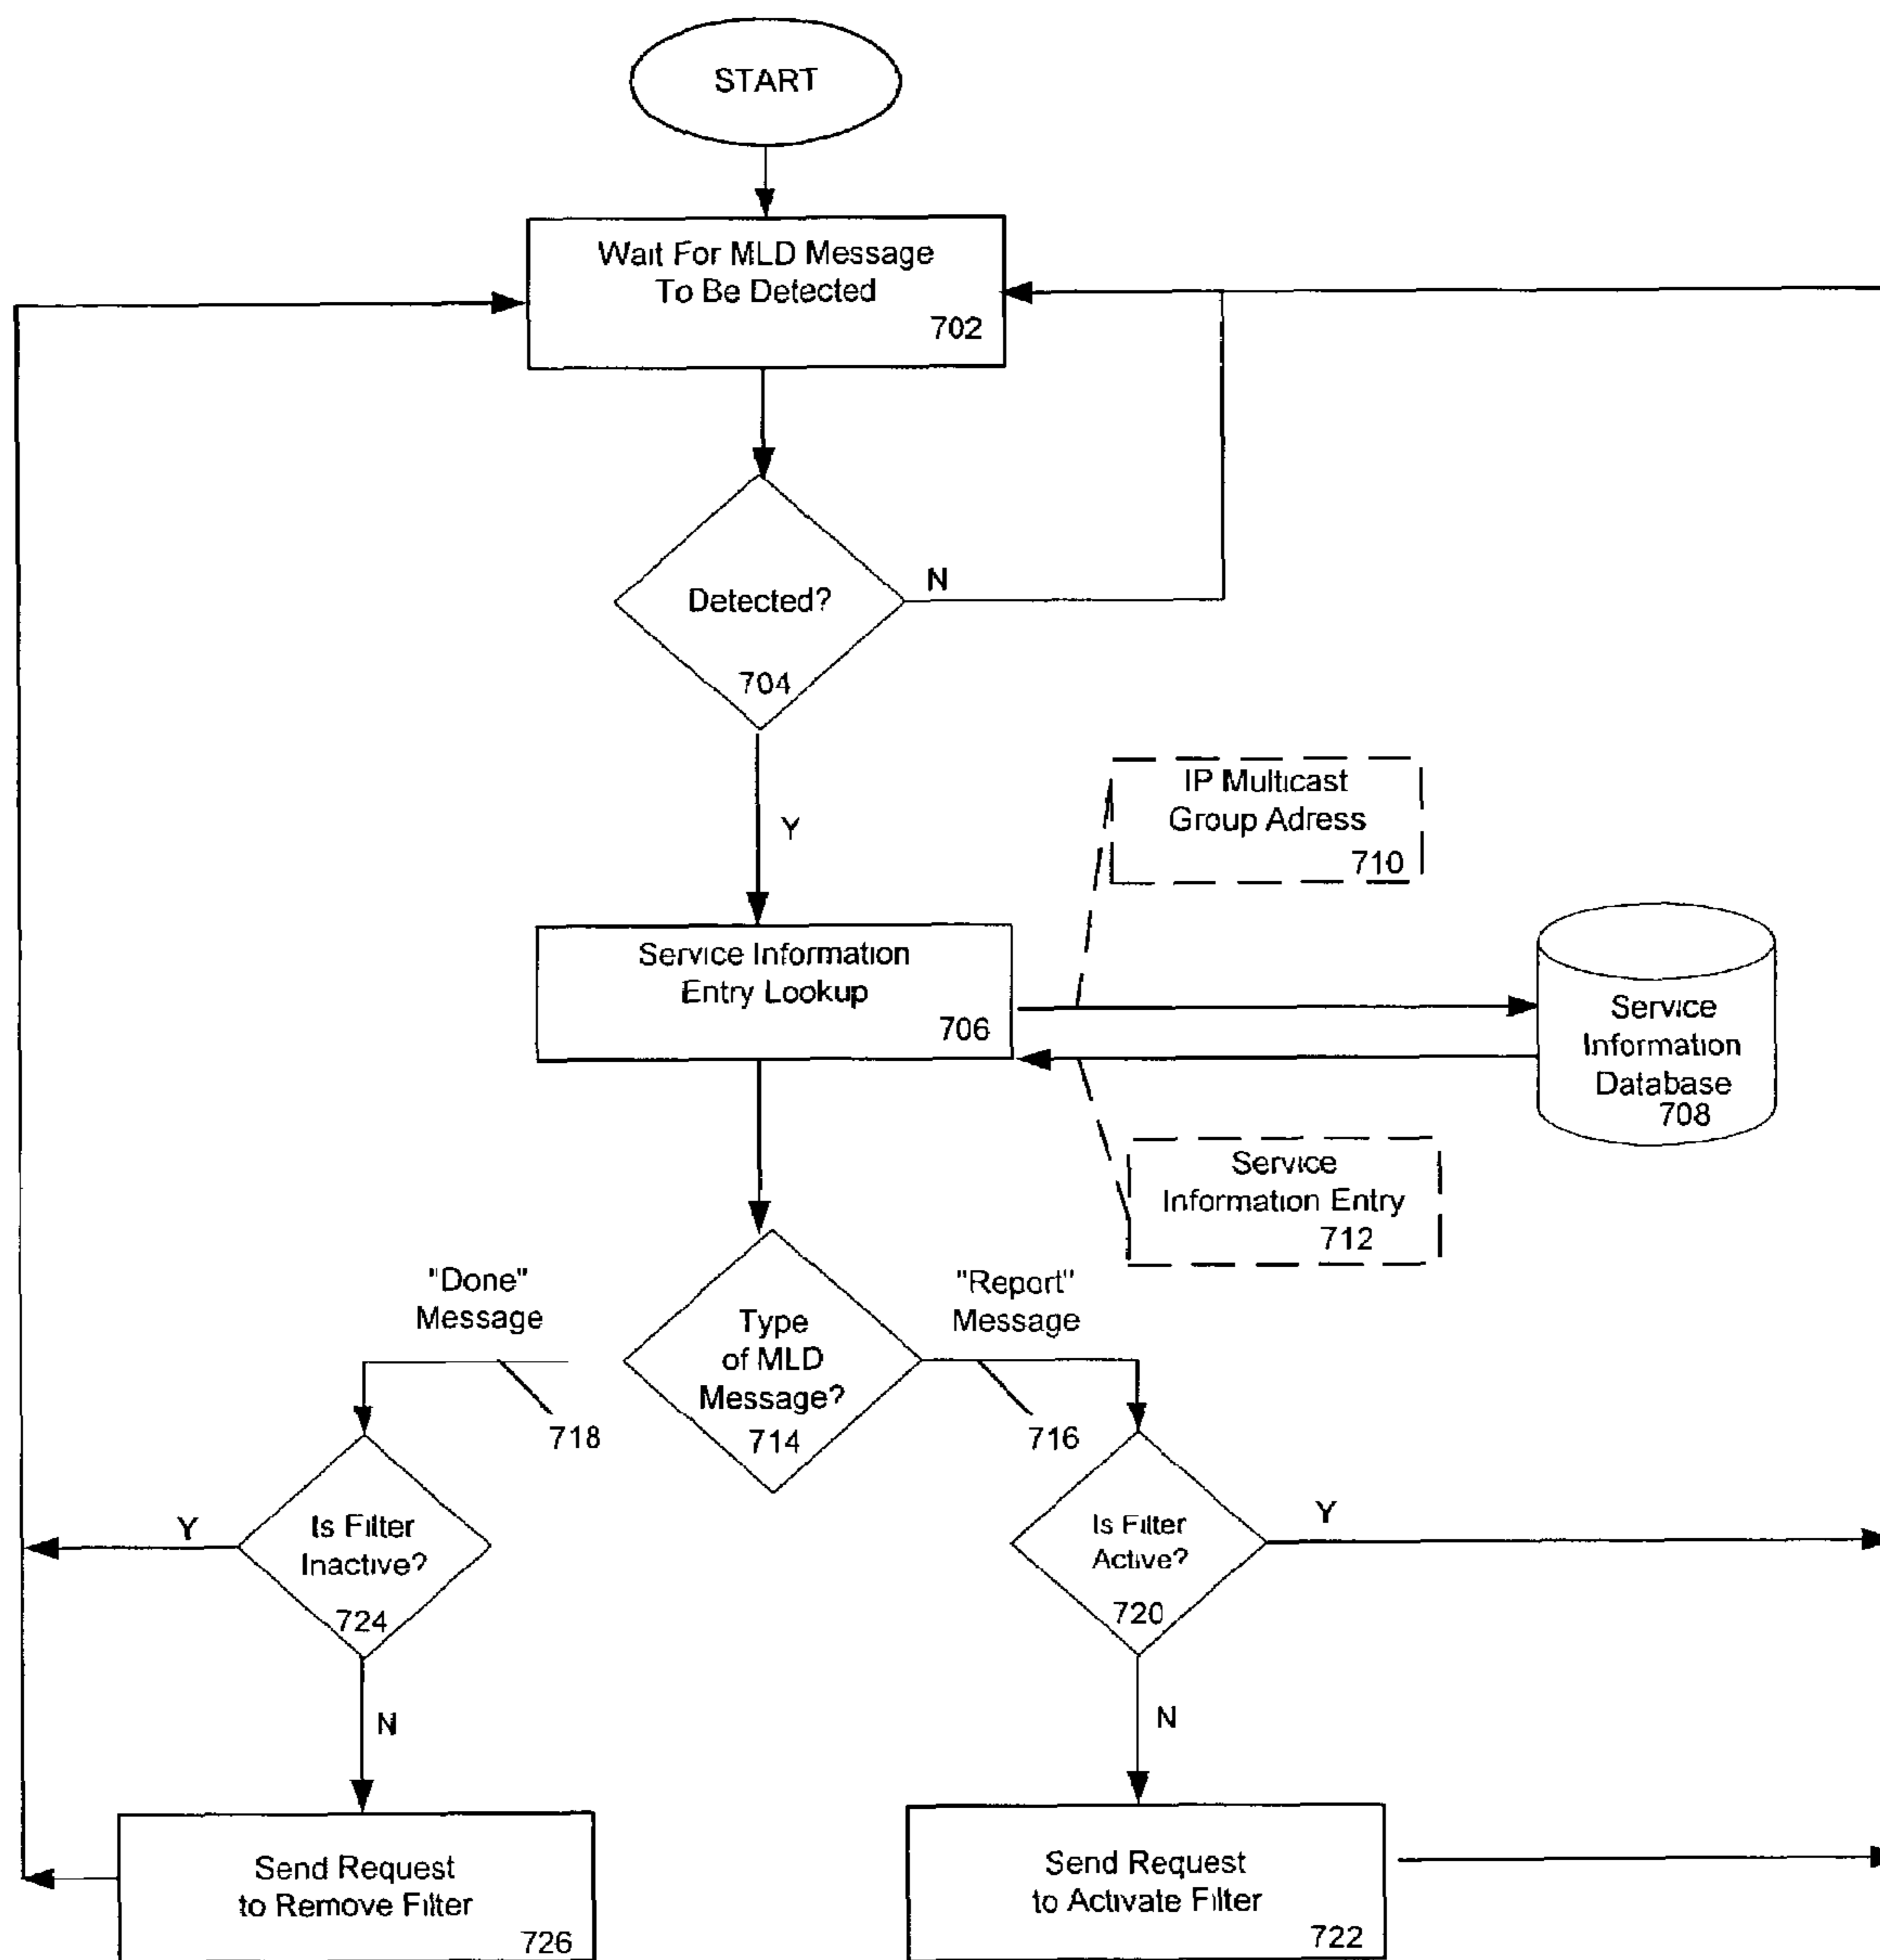 START
Wait For MLD Message
To Be Detected
702
Detected?
N
704
Y
IP Multicast
Group Adress
710
Service Information
Entry Lookup
706
Service
Information
Database
708
Service
Information Entry
712
"Done"
Message
"Report"
Message
Type
of MLD
Message?
714
718
716
Y
Is Filter
Inactive?
724
Is Filter
Active?
720
Y
N
N
Send Request
to Remove Filter
726
Send Request
to Activate Filter
722